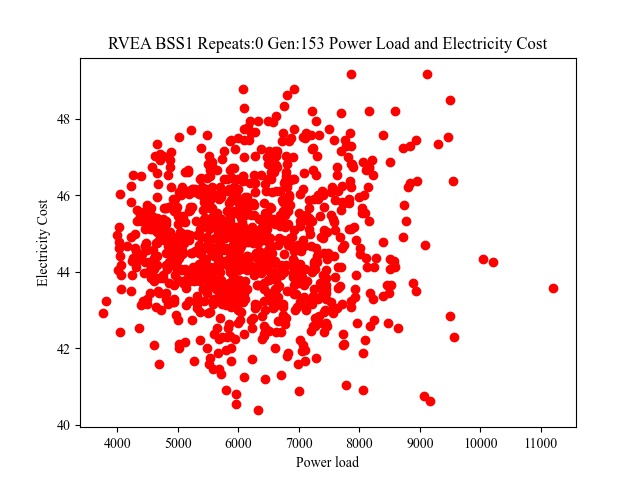 RVEA BSS1 Repeats:0 Gen:153 Power Load and Electricity Cost
48
46
44
42
40
Electricity Cost
4000 5000 6000 7000 8000 9000 10000 11000
Power load